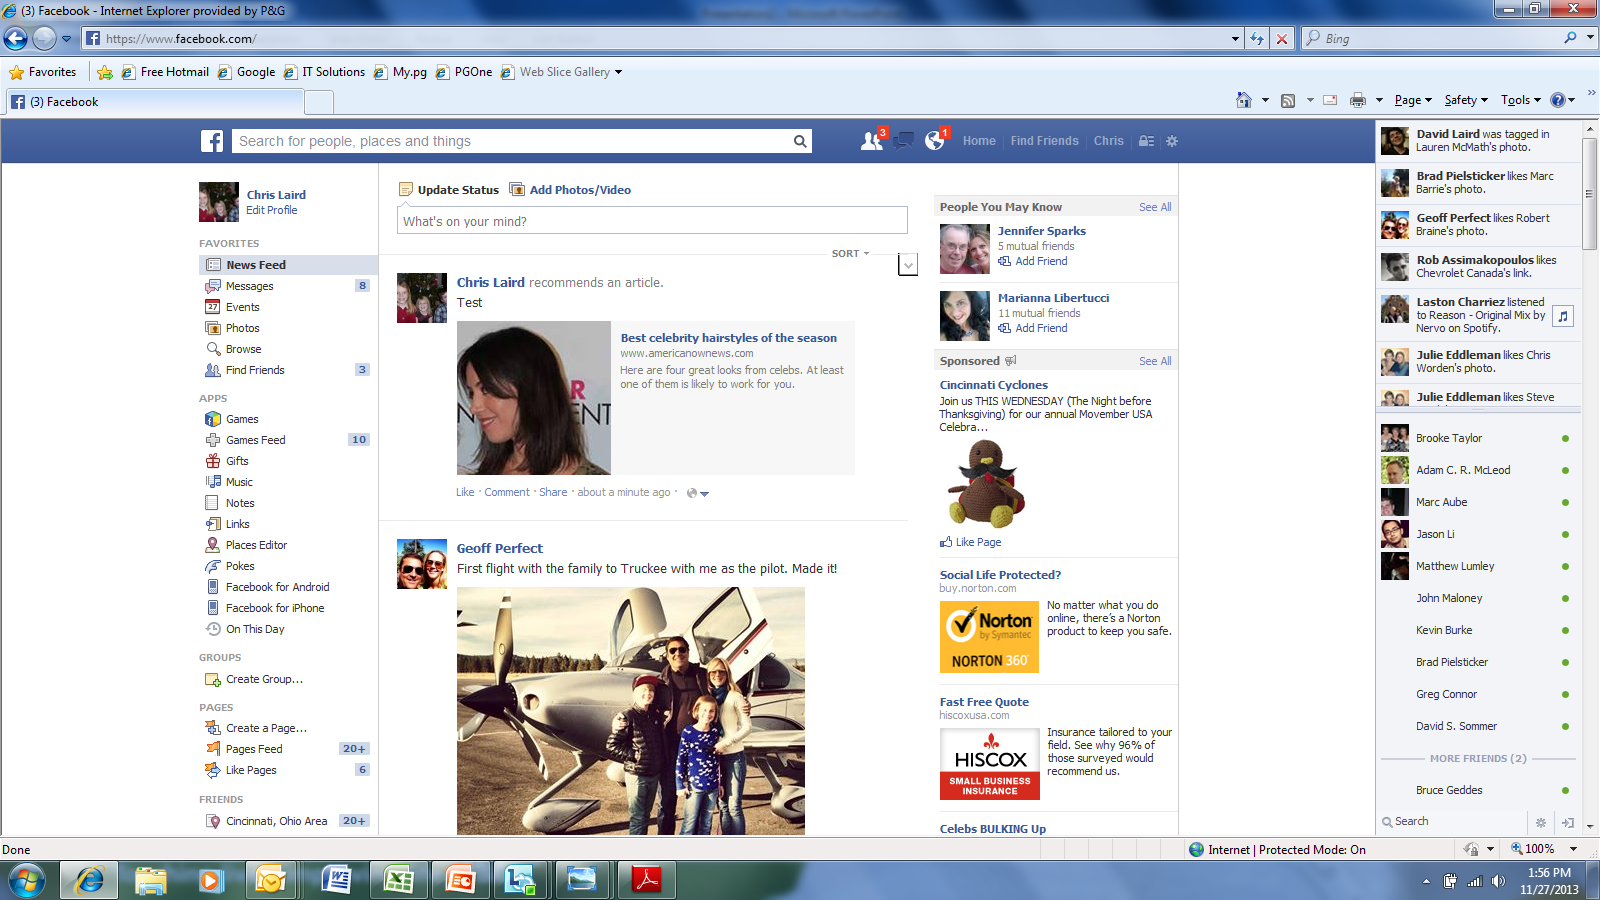 (3) Facebook - Internet Explorer provided by P&G
https://www.facebook.com/
Bing
Favorites
Free Hotmail
Google
IT Solutions
My.pg
PGOne
Web Slice Gallery
(3) Facebook
Page
Safety
Tools
Search for people, places and things
3
1
Home
Find Friends
Chris
Chris Laird
Edit Profile
FAVORITES
News Feed
Messages 8
Events
Photos
Browse
Find Friends 3
APPS
Games
Games Feed 10
Gifts
Music
Notes
Links
Places Editor
Pokes
Facebook for Android
Facebook for iPhone
On This Day
GROUPS
Create Group...
PAGES
Create a Page...
Pages Feed 20+
Like Pages 6
FRIENDS
Cincinnati, Ohio Area 20+
Update Status
Add Photos/Video
What's on your mind?
SORT
Chris Laird recommends an article.
Test
Best celebrity hairstyles of the season
www.americanownews.com
Here are four great looks from celebs. At least
one of them is likely to work for you.
Like · Comment · Share · about a minute ago ·
Geoff Perfect
First flight with the family to Truckee with me as the pilot. Made it!
People You May Know
See All
Jennifer Sparks
5 mutual friends
Add Friend
Marianna Libertucci
11 mutual friends
Add Friend
Sponsored
See All
Cincinnati Cyclones
Join us THIS WEDNESDAY (The Night before
Thanksgiving) for our annual Movember USA
Celebra...
Like Page
Social Life Protected?
buy.norton.com
Norton
by Symantec
NORTON 360
No matter what you do
online, there's a Norton
product to keep you safe.
Fast Free Quote
hiscoxusa.com
HISCOX
SMALL BUSINESS
INSURANCE
Insurance tailored to your
field. See why 96% of
those surveyed would
recommend us.
Celebs BULKING Up
David Laird was tagged in
Lauren McMath's photo.
Brad Pielsticker likes Marc
Barrie's photo.
Geoff Perfect likes Robert
Braine's photo.
Rob Assimakopoulos likes
Chevrolet Canada's link.
Laston Charriez listened
to Reason - Original Mix by
Nervo on Spotify.
Julie Eddleman likes Chris
Worden's photo.
Julie Eddleman likes Steve
Brooke Taylor
Adam C. R. McLeod
Marc Aube
Jason Li
Matthew Lumley
John Maloney
Kevin Burke
Brad Pielsticker
Greg Connor
David S. Sommer
MORE FRIENDS (2)
Bruce Geddes
Search
Done
Internet | Protected Mode: On
100%
1:56 PM
11/27/2013